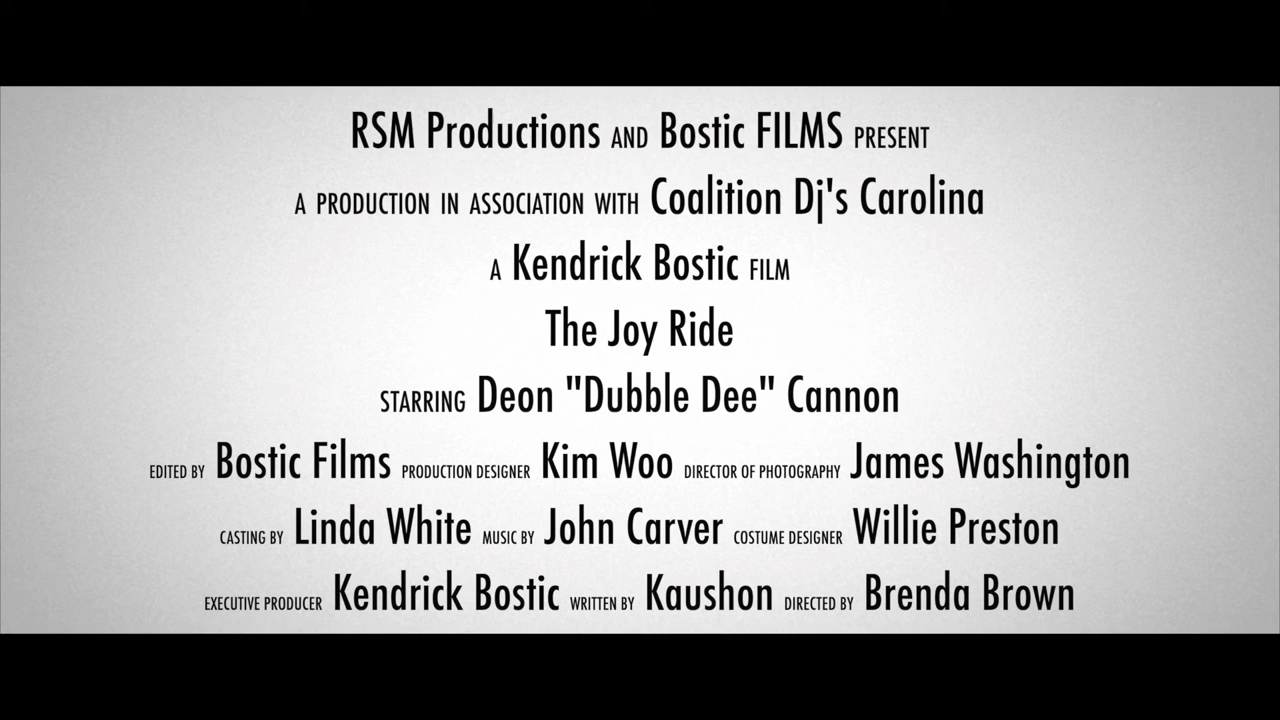 RSM Productions AND Bostic FILMS PRESENT
A PRODUCTION IN ASSOCIATION WITH Coalition Dj's Carolina
A Kendrick Bostic FILM
The Joy Ride
STARRING Deon "Dubble Dee" Cannon
EDITED BY Bostic Films PRODUCTION DESIGNER Kim Woo DIRECTOR OF PHOTOGRAPHY James Washington
CASTING BY Linda White MUSIC BY John Carver COSTUME DESIGNER Willie Preston
EXECUTIVE PRODUCER Kendrick Bostic WRITTEN BY Kaushon DIRECTED BY Brenda Brown